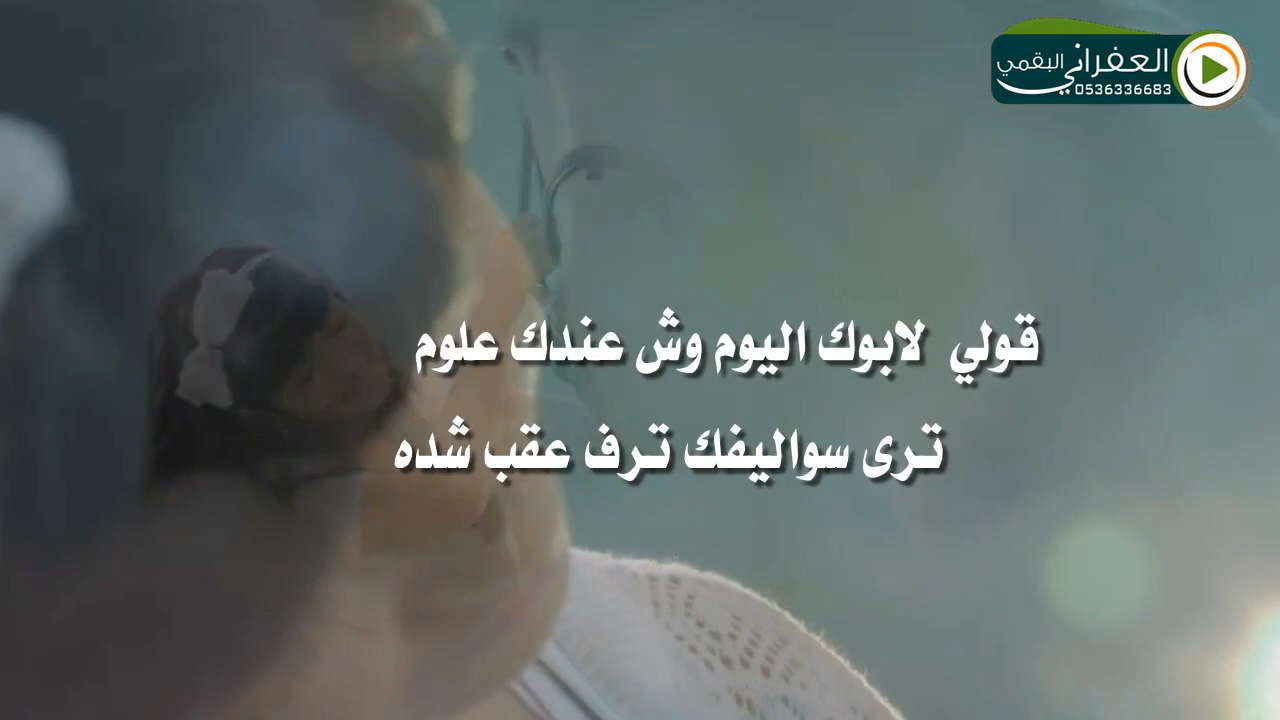 العفراني البقمي
0536336683
قولي لابوك اليوم وش عندك علوم
ترى سواليفك ترف عقب شده